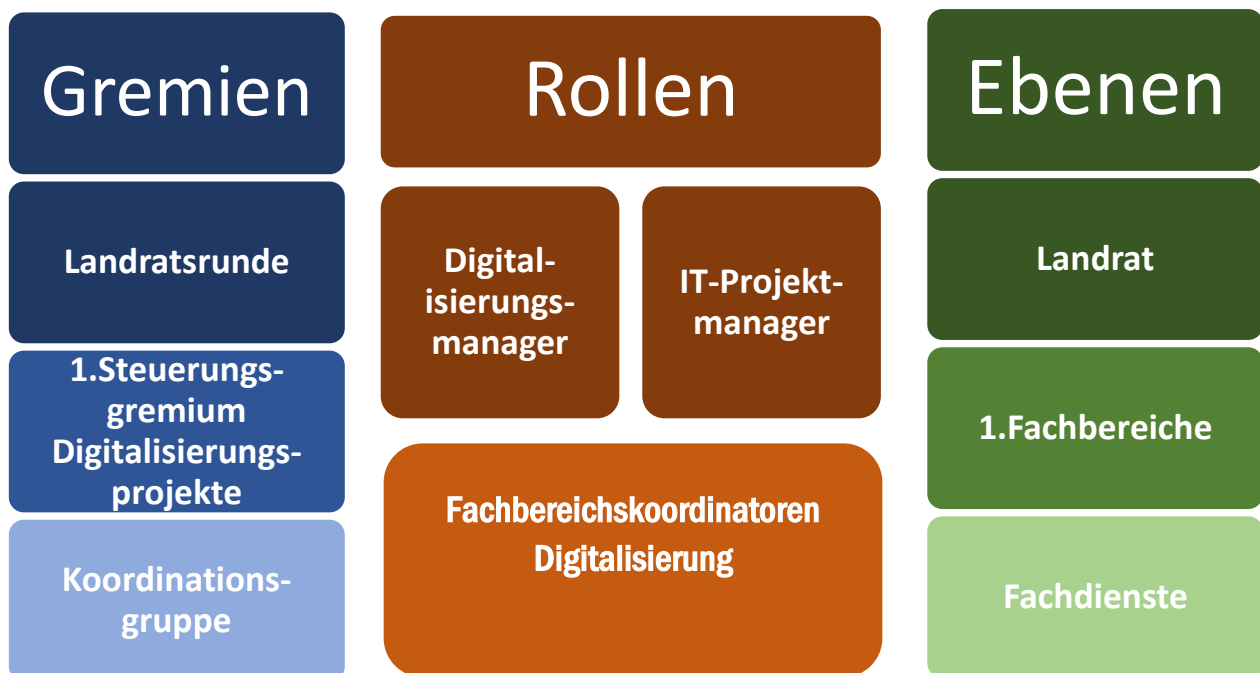 Gremien
Landratsrunde
1.Steuerungs-
gremium
Digitalisierungs-
projekte
Koordinations-
gruppe
Rollen
Digital-
isierungs-
manager
IT-Projekt-
manager
Fachbereichskoordinatoren
Digitalisierung
Ebenen
Landrat
1.Fachbereiche
Fachdienste